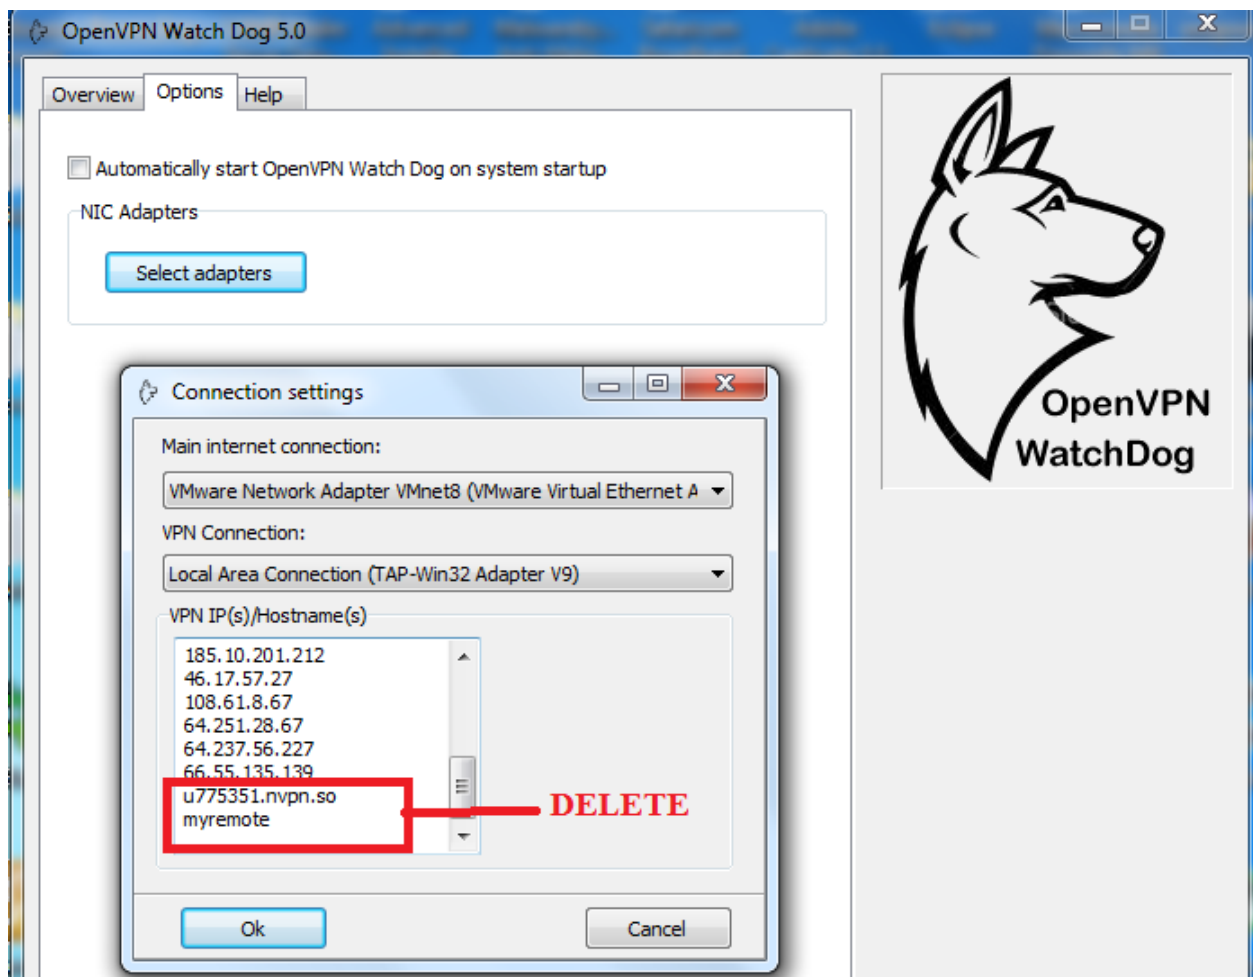 OpenVPN Watch Dog 5.0
Overview Options Help
Automatically start OpenVPN Watch Dog on system startup
NIC Adapters
Select adapters
OpenVPN
WatchDog
Connection settings
Main internet connection:
VMware Network Adapter VMnet8 (VMware Virtual Ethernet A
VPN Connection:
Local Area Connection (TAP-Win32 Adapter V9)
VPN IP(s)/Hostname(s)
185.10.201.212
46.17.57.27
108.61.8.67
64.251.28.67
64.237.56.227
66.55.135.139
u775351.nvpn.so
myremote
DELETE
Ok Cancel